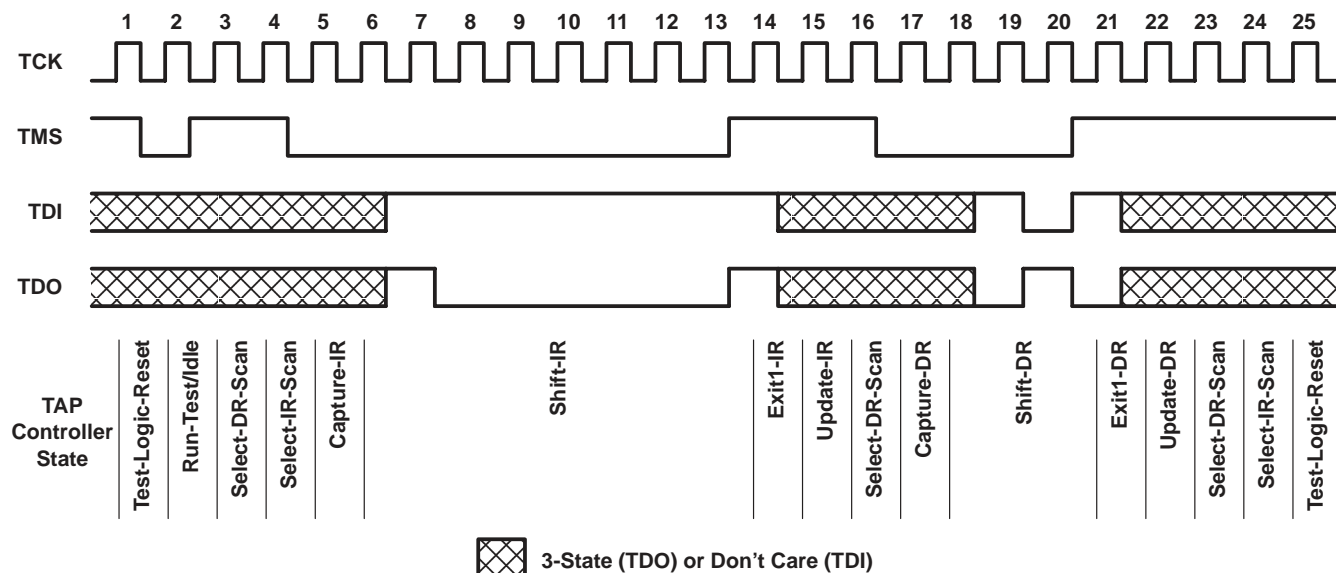 1 2 3 4 5 6 7 8 9 10 11 12 13 14 15 16 17 18 19 20 21 22 23 24 25
TCK
TMS
TDI
TDO
TAP
Controller
State
Test-Logic-Reset
Run-Test/Idle
Select-DR-Scan
Select-IR-Scan
Capture-IR
Shift-IR
Exit1-IR
Update-IR
Select-DR-Scan
Capture-DR
Shift-DR
Exit1-DR
Update-DR
Select-DR-Scan
Select-IR-Scan
Test-Logic-Reset
3-State (TDO) or Don’t Care (TDI)